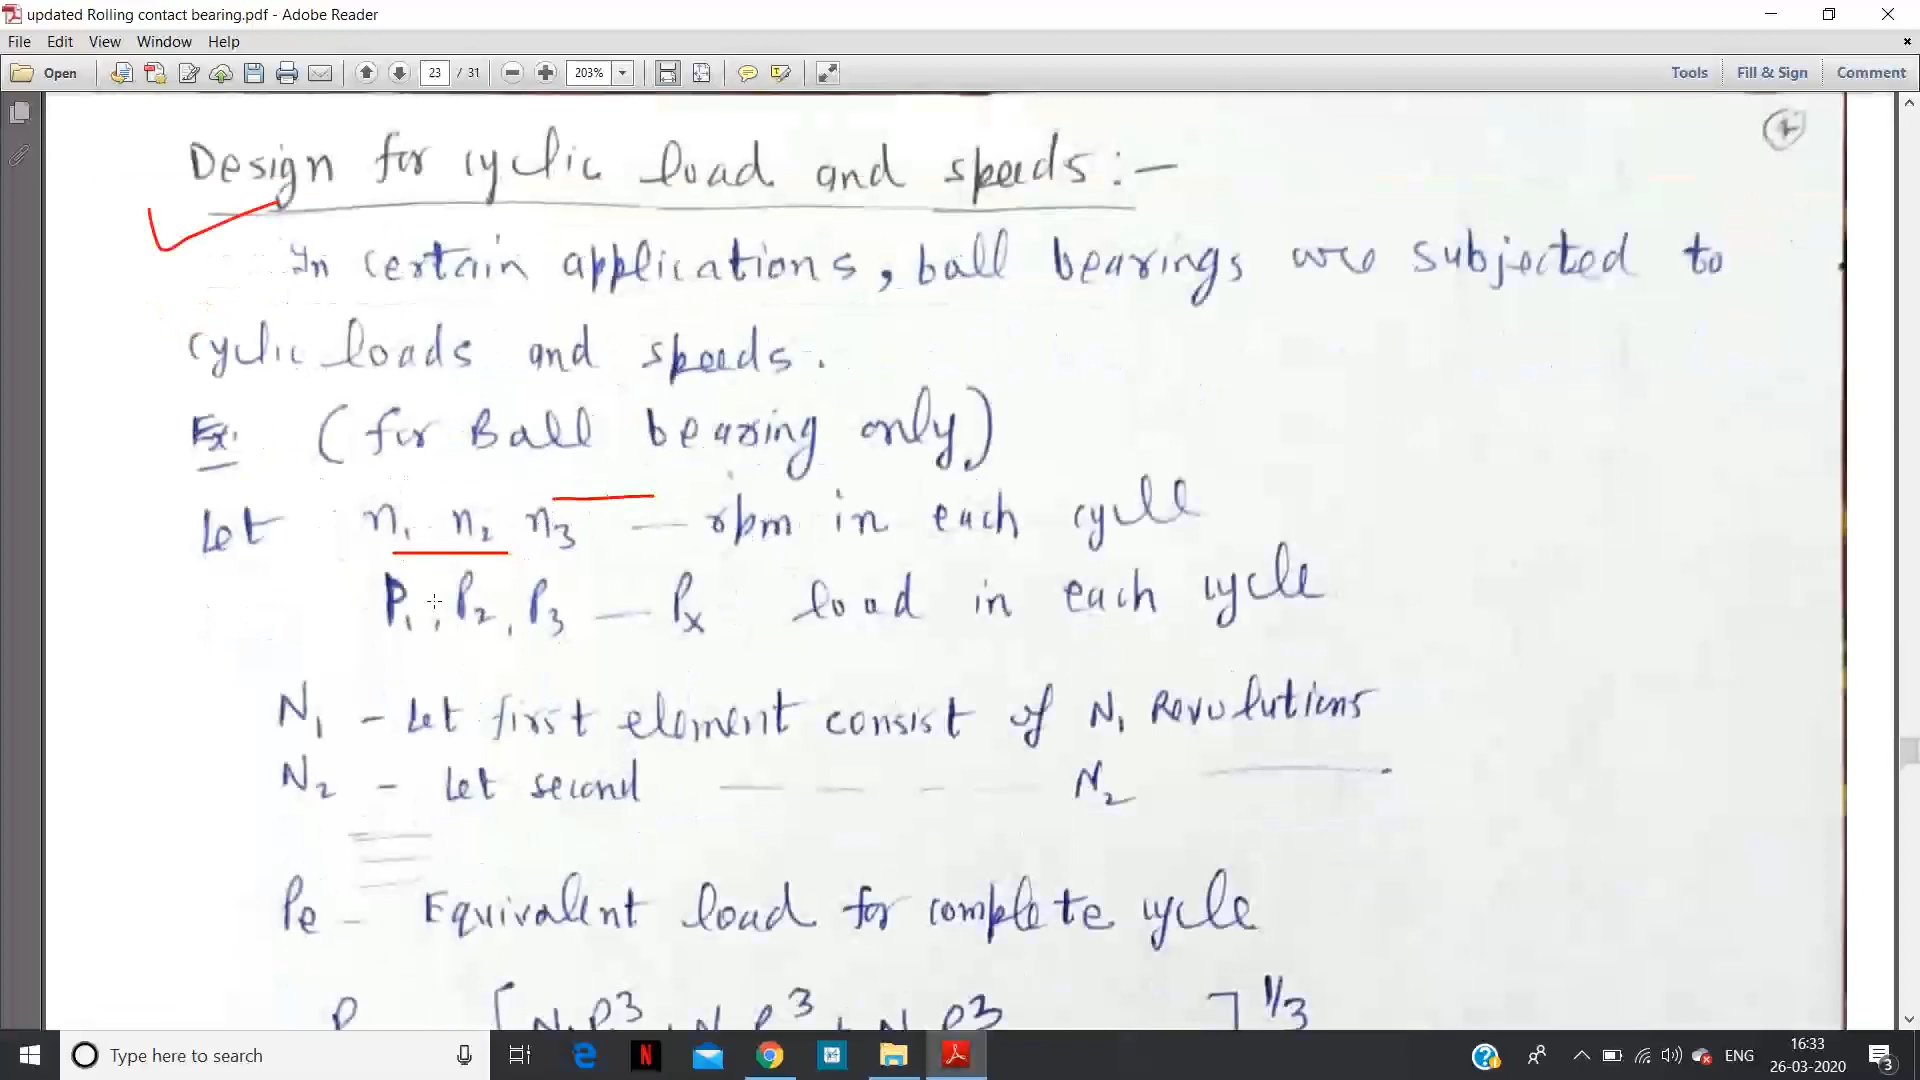 updated Rolling contact bearing.pdf - Adobe Reader
File Edit View Window Help
Open 23 / 31 203% Tools Fill & Sign Comment
Design for cyclic load and speeds :-
In certain applications, ball bearings are subjected to
cyclic loads and speeds.
Ex. (for Ball bearing only)
Let n1 n2 n3 — rpm in each cycle
P1, P2, P3 — Px load in each cycle
N1 - Let first element consist of N1 Revolutions
N2 - Let second — — - — N2 ———
Pe - Equivalent load for complete cycle
Type here to search
ENG
16:33
26-03-2020
3